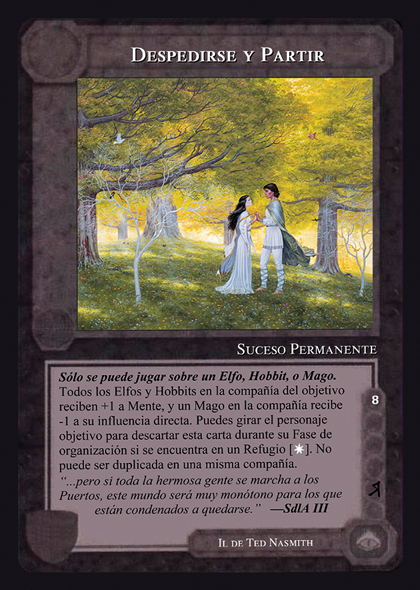 Despedirse y Partir
Suceso Permanente
Sólo se puede jugar sobre un Elfo, Hobbit, o Mago.
Todos los Elfos y Hobbits en la compañía del objetivo
reciben +1 a Mente, y un Mago en la compañía recibe
-1 a su influencia directa. Puedes girar el personaje
objetivo para descartar esta carta durante su Fase de
organización si se encuentra en un Refugio [✷]. No
puede ser duplicada en una misma compañía.
“...pero si toda la hermosa gente se marcha a los
Puertos, este mundo será muy monótono para los que
están condenados a quedarse.” —SdlA III
8
Il. de Ted Nasmith